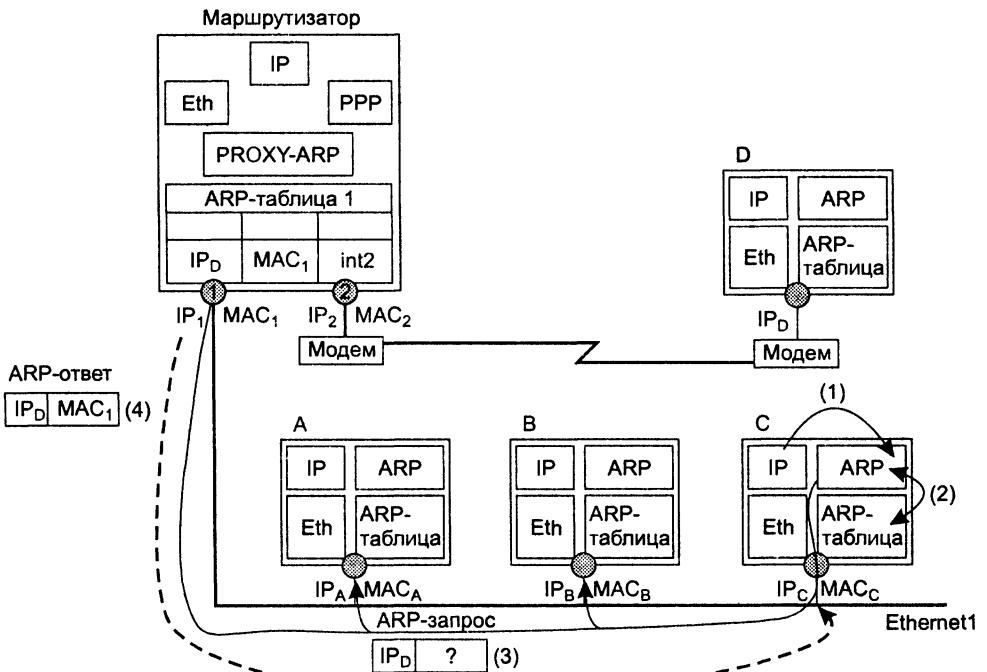 Маршрутизатор
IP
Eth
PPP
PROXY-ARP
ARP-таблица 1
IPD MAC1 int2
1
2
IP1 MAC1
IP2 MAC2
Модем
D
IP
ARP
Eth
ARP-
таблица
IPD
Модем
ARP-ответ
IPD MAC1 (4)
A
IP
ARP
Eth
ARP-
таблица
IPA MACA
B
IP
ARP
Eth
ARP-
таблица
IPB MACB
(1)
C
IP
ARP
(2)
Eth
ARP-
таблица
IPC MACC
Ethernet1
ARP-запрос
IPD ? (3)